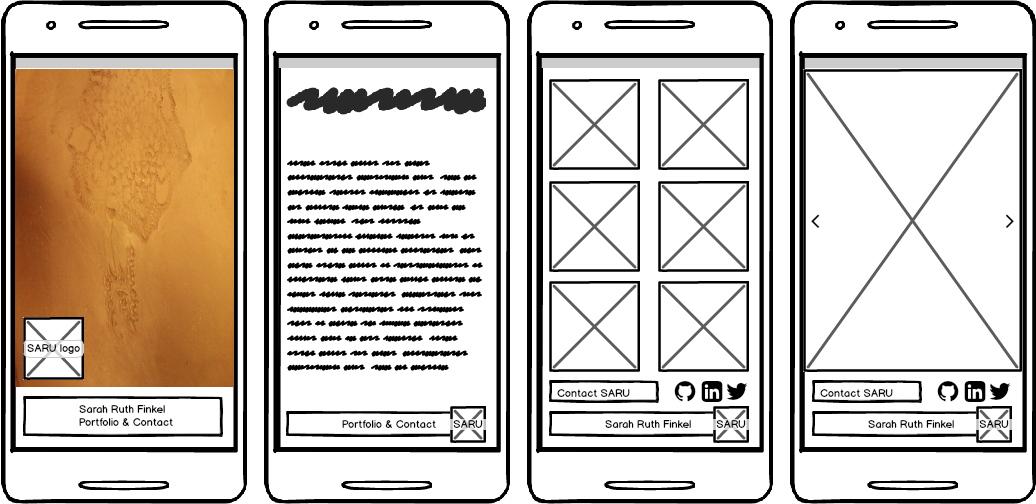 SARU logo
Sarah Ruth Finkel
Portfolio & Contact
Portfolio & Contact
SARU
Contact SARU
Sarah Ruth Finkel
SARU
Contact SARU
Sarah Ruth Finkel
SARU